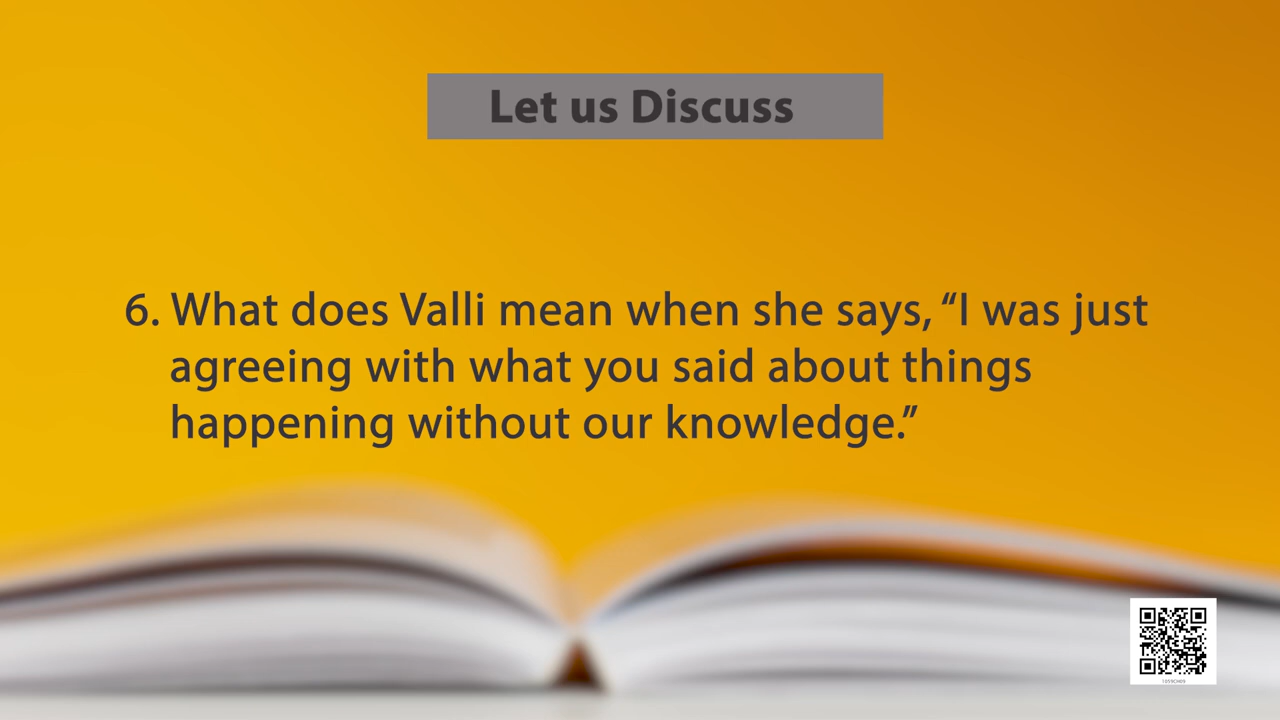 Let us Discuss
6. What does Valli mean when she says, “I was just
agreeing with what you said about things
happening without our knowledge.”